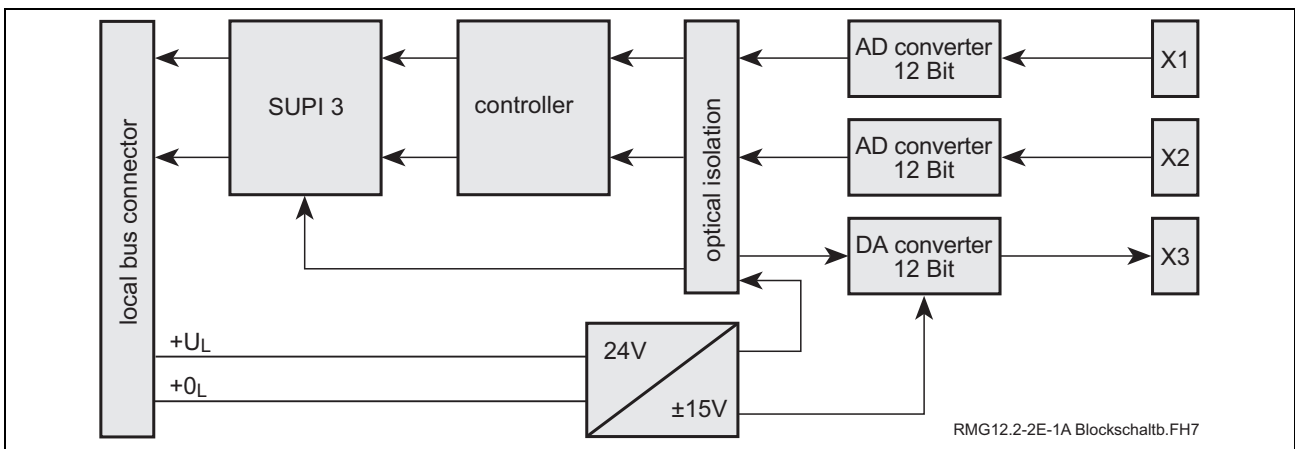 local bus connector
SUPI 3
controller
optical isolation
AD converter
12 Bit
X1
AD converter
12 Bit
X2
DA converter
12 Bit
X3
+UL
+0L
24V
±15V
RMG12.2-2E-1A Blockschaltb.FH7